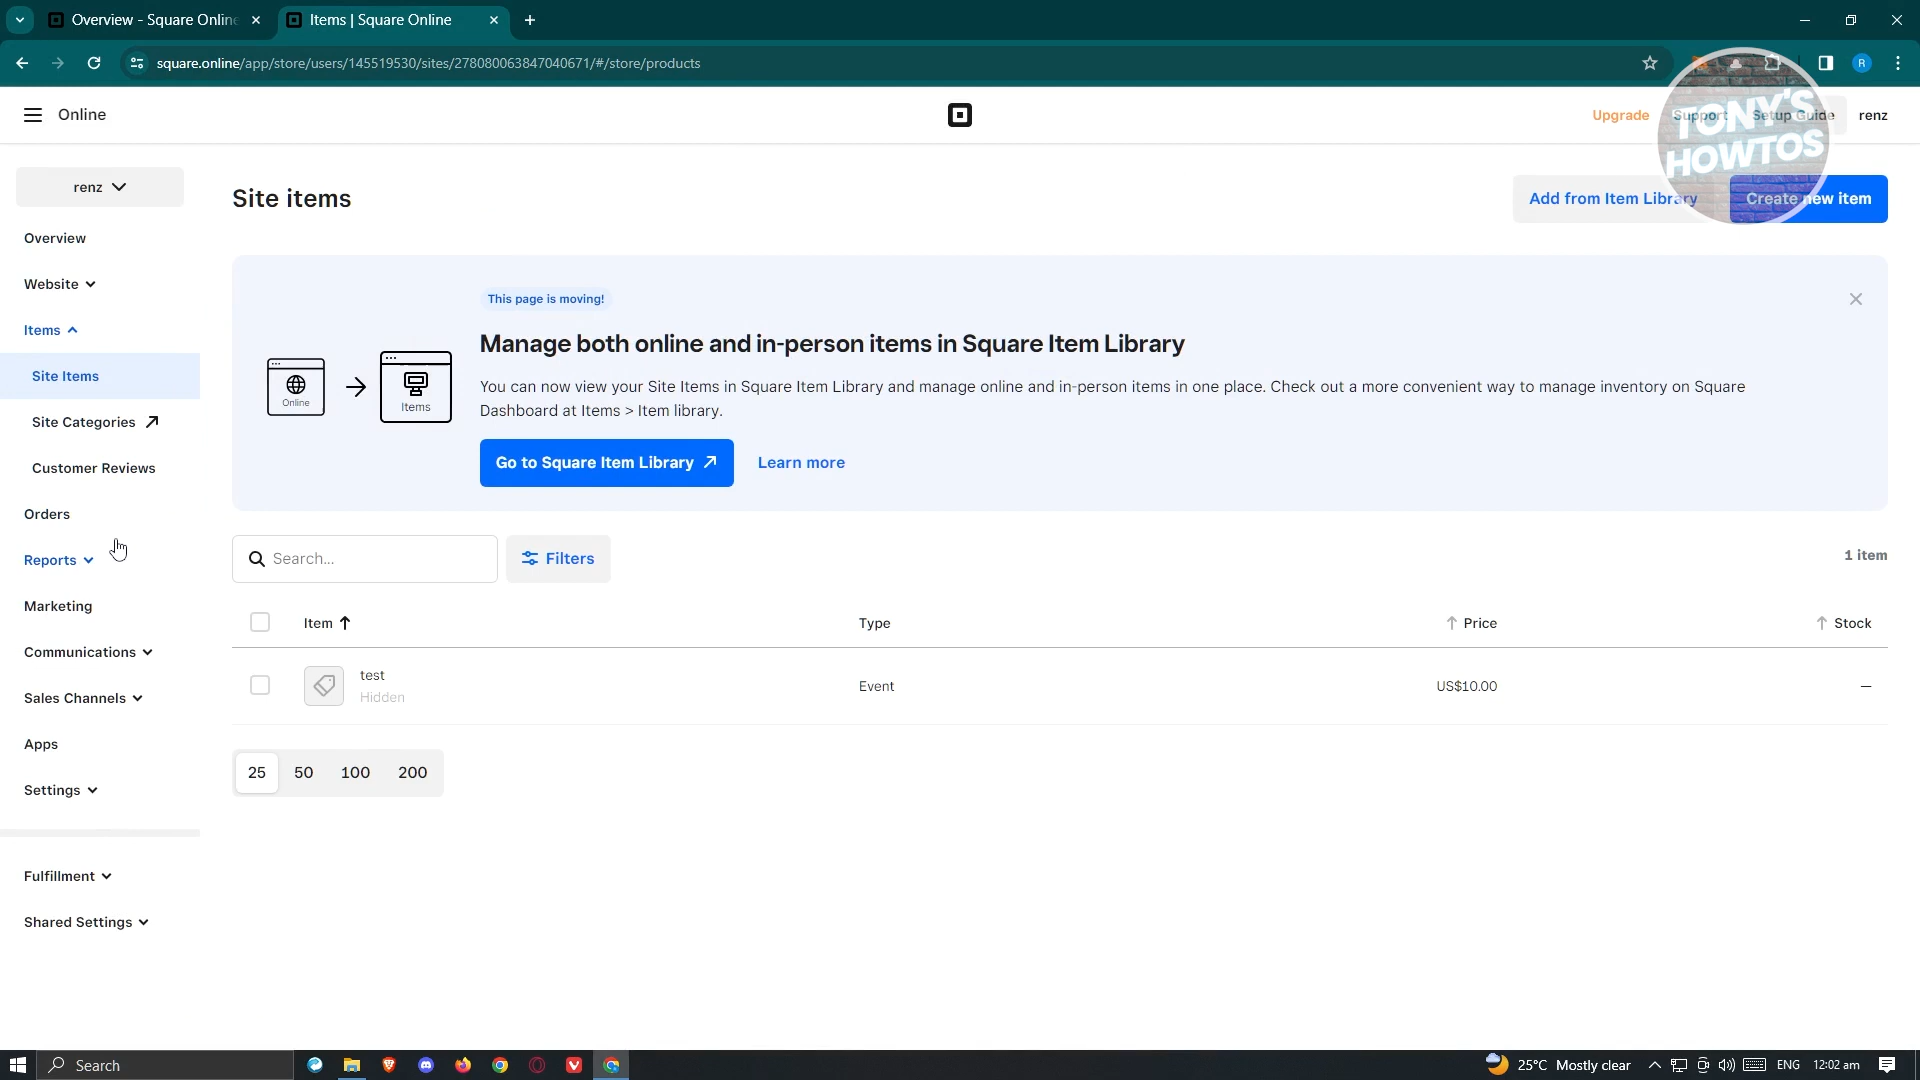 Overview - Square Online
Items | Square Online
square.online/app/store/users/145519530/sites/278080063847040671/#/store/products
R
Online
Upgrade
Support
Setup Guide
renz
TONY'S
HOWTOS
renz
Overview
Website
Items
Site Items
Site Categories
Customer Reviews
Orders
Reports
Marketing
Communications
Sales Channels
Apps
Settings
Fulfillment
Shared Settings
Site items
Add from Item Library
Create new item
This page is moving!
Manage both online and in-person items in Square Item Library
Online
Items
You can now view your Site Items in Square Item Library and manage online and in-person items in one place. Check out a more convenient way to manage inventory on Square
Dashboard at Items > Item library.
Go to Square Item Library
Learn more
Search...
Filters
1 item
Item
Type
Price
Stock
test
Hidden
Event
US$10.00
—
25 50 100 200
Search
25°C Mostly clear
ENG
12:02 am